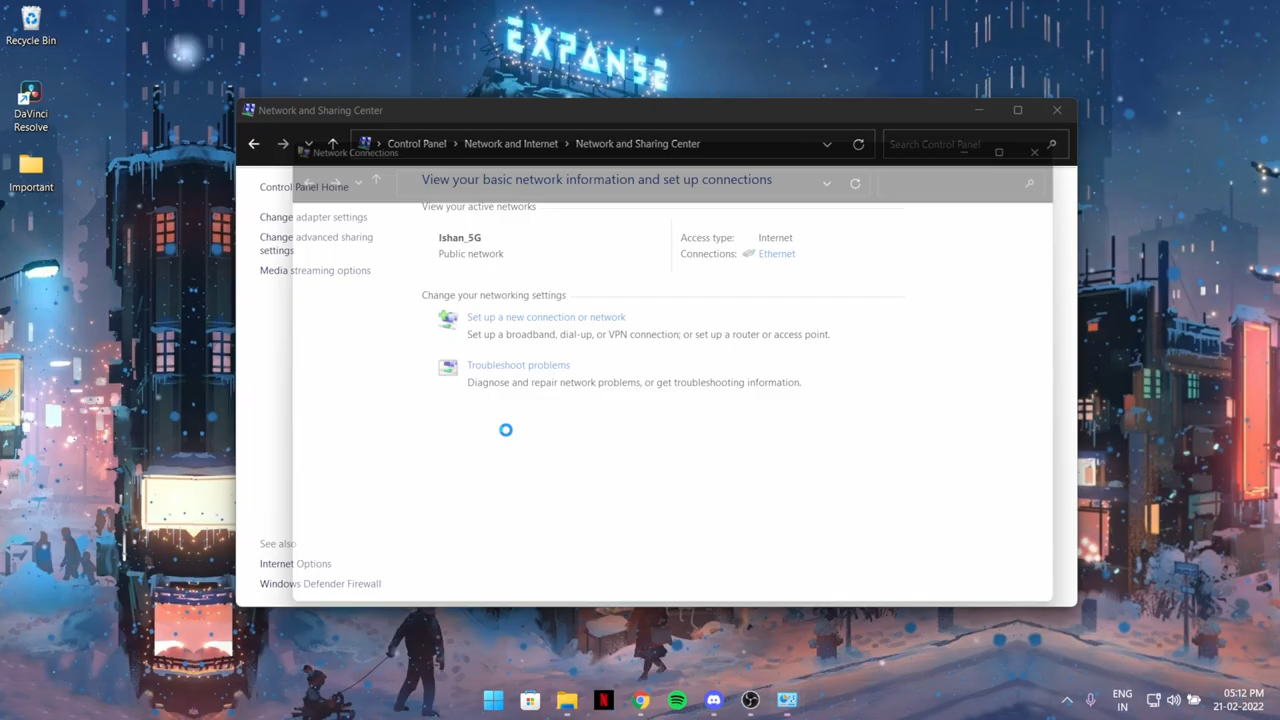 Recycle Bin
DaVinci
Resolve
Important
EXPANSE
Network and Sharing Center
Control Panel > Network and Internet > Network and Sharing Center
Search Control Panel
Network Connections
Control Panel Home
Change adapter settings
Change advanced sharing
settings
Media streaming options
View your basic network information and set up connections
View your active networks
Ishan_5G
Public network
Access type: Internet
Connections: Ethernet
Change your networking settings
Set up a new connection or network
Set up a broadband, dial-up, or VPN connection; or set up a router or access point.
Troubleshoot problems
Diagnose and repair network problems, or get troubleshooting information.
See also
Internet Options
Windows Defender Firewall
N
ENG
IN
05:12 PM
21-02-2022